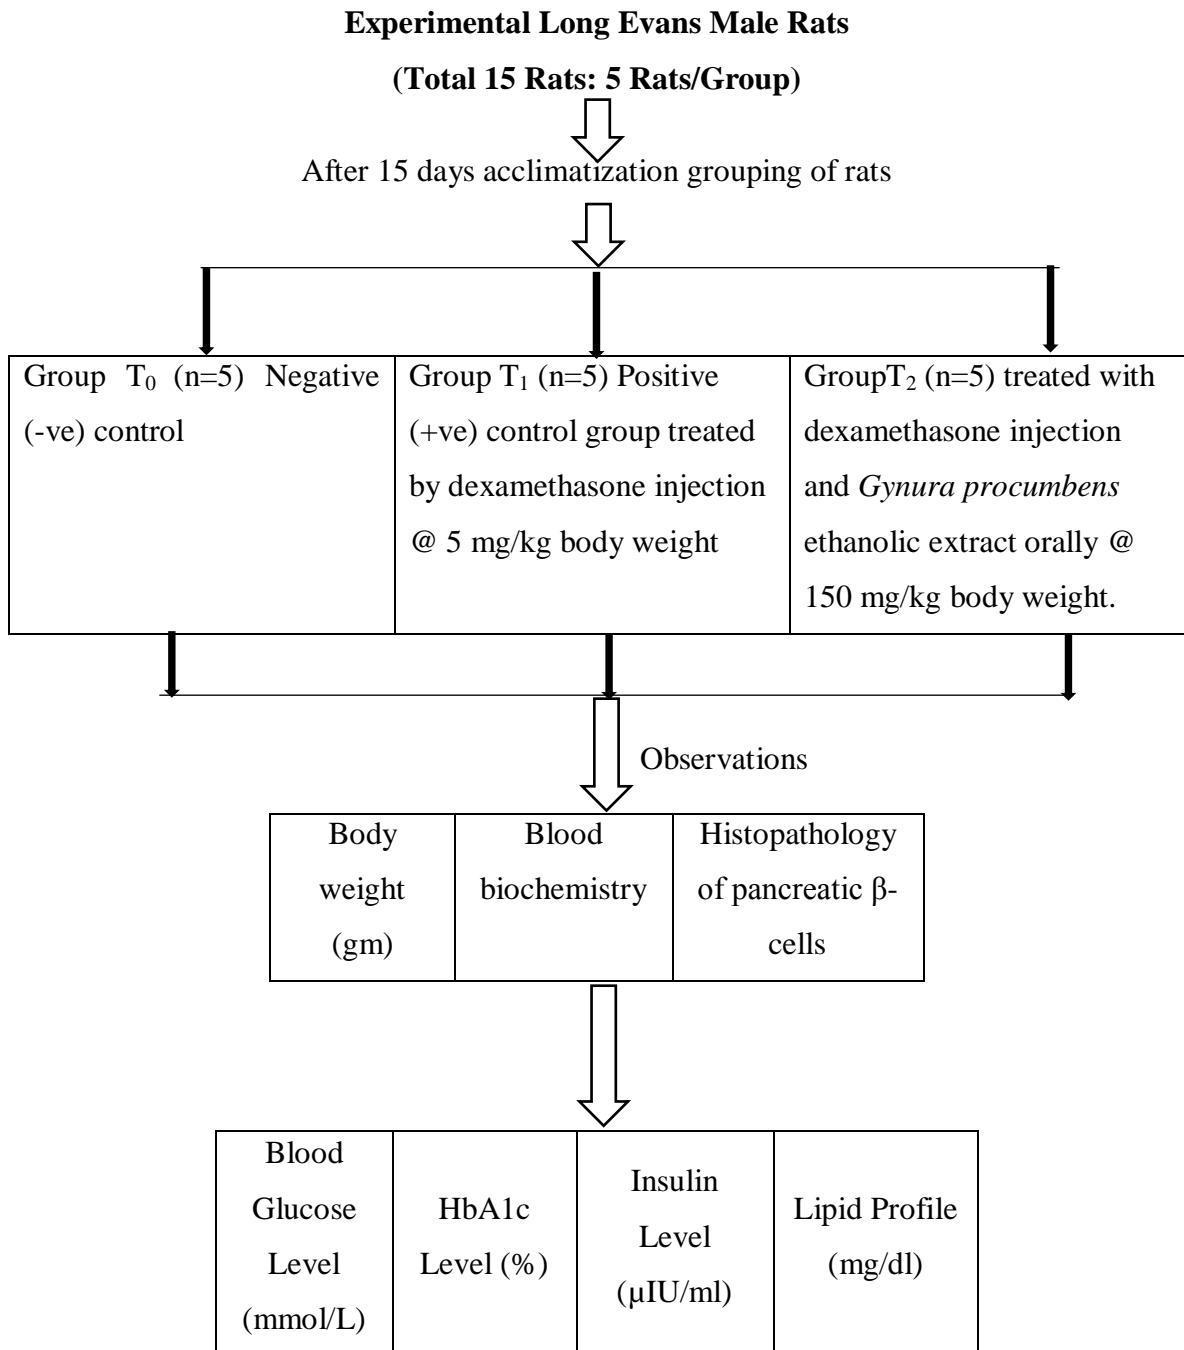 Experimental Long Evans Male Rats
(Total 15 Rats: 5 Rats/Group)
After 15 days acclimatization grouping of rats
Group T₀ (n=5) Negative
(-ve) control
Group T₁ (n=5) Positive
(+ve) control group treated
by dexamethasone injection
@ 5 mg/kg body weight
GroupT₂ (n=5) treated with
dexamethasone injection
and Gynura procumbens
ethanolic extract orally @
150 mg/kg body weight.
Observations
Body
weight
(gm)
Blood
biochemistry
Histopathology
of pancreatic β-
cells
Blood
Glucose
Level
(mmol/L)
HbA1c
Level (%)
Insulin
Level
(µIU/ml)
Lipid Profile
(mg/dl)